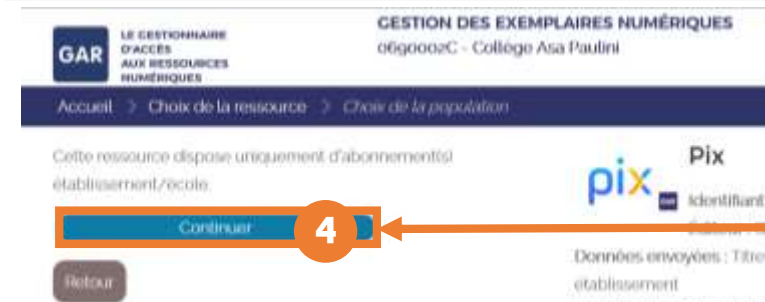 GAR
LE GESTIONNAIRE
D'ACCÈS
AUX RESSOURCES
NUMÉRIQUES
GESTION DES EXEMPLAIRES NUMÉRIQUES
0690002C - Collège Asa Paulini
Accueil > Choix de la ressource > Choix de la population
Cette ressource dispose uniquement d'abonnement(s)
établissement/école.
Continuer
4
Retour
pix
Pix
GAR
Identifiant
Données envoyées : Titre
établissement